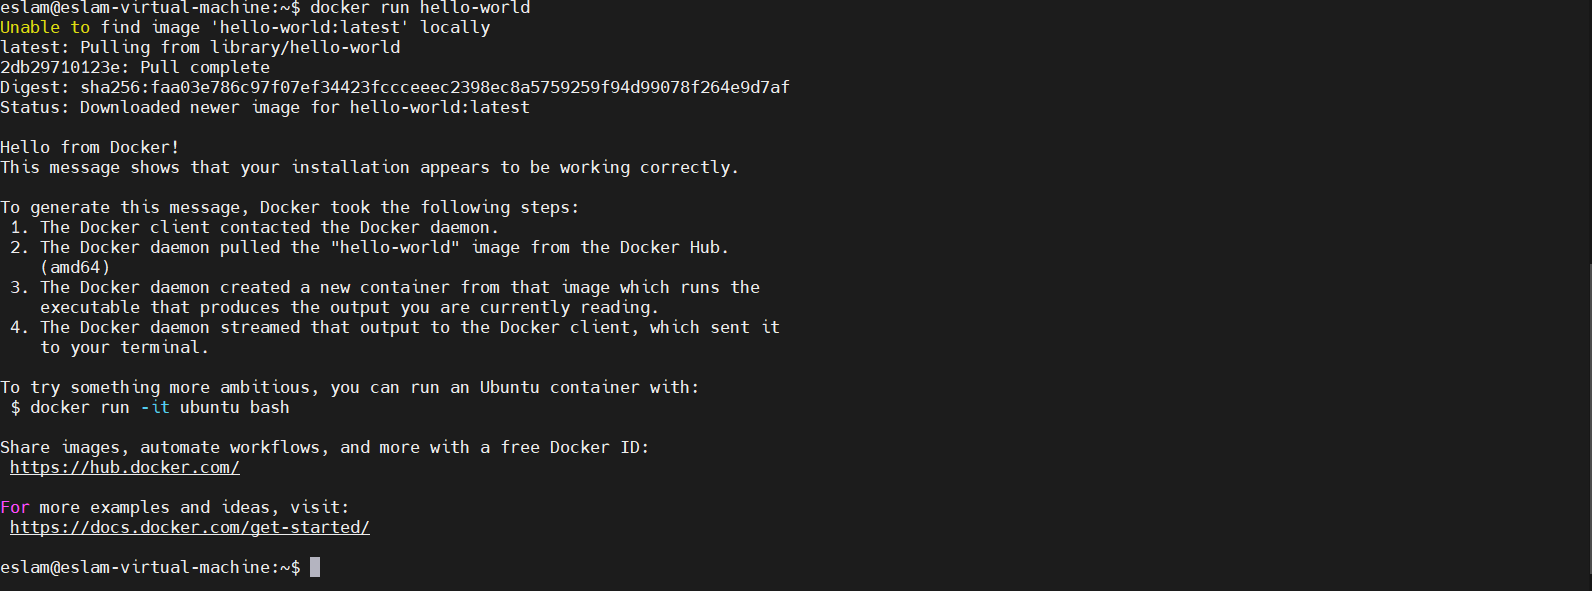 eslam@eslam-virtual-machine:~$ docker run hello-world
Unable to find image 'hello-world:latest' locally
latest: Pulling from library/hello-world
2db29710123e: Pull complete
Digest: sha256:faa03e786c97f07ef34423fccceeec2398ec8a5759259f94d99078f264e9d7af
Status: Downloaded newer image for hello-world:latest

Hello from Docker!
This message shows that your installation appears to be working correctly.

To generate this message, Docker took the following steps:
 1. The Docker client contacted the Docker daemon.
 2. The Docker daemon pulled the "hello-world" image from the Docker Hub.
    (amd64)
 3. The Docker daemon created a new container from that image which runs the
    executable that produces the output you are currently reading.
 4. The Docker daemon streamed that output to the Docker client, which sent it
    to your terminal.

To try something more ambitious, you can run an Ubuntu container with:
 $ docker run -it ubuntu bash

Share images, automate workflows, and more with a free Docker ID:
 https://hub.docker.com/

For more examples and ideas, visit:
 https://docs.docker.com/get-started/

eslam@eslam-virtual-machine:~$